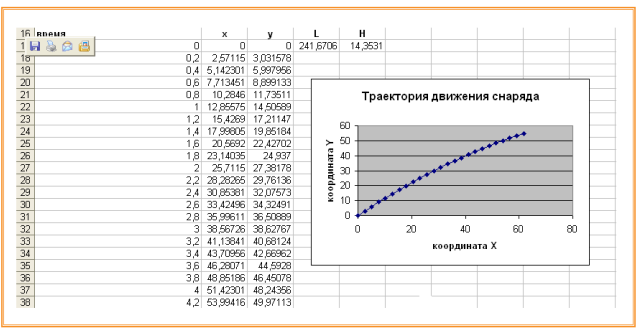 16 время x y L H
1 0 0 0 241,6706 14,3531
18 0,2 2,57115 3,031578
19 0,4 5,142301 5,997956
20 0,6 7,713451 8,899133
21 0,8 10,2846 11,73511
22 1 12,85575 14,50589
23 1,2 15,4269 17,21147
24 1,4 17,99805 19,85184
25 1,6 20,5692 22,42702
26 1,8 23,14035 24,937
27 2 25,7115 27,38178
28 2,2 28,28265 29,76136
29 2,4 30,85381 32,07573
30 2,6 33,42496 34,32491
31 2,8 35,99611 36,50889
32 3 38,56726 38,62767
33 3,2 41,13841 40,68124
34 3,4 43,70956 42,66962
35 3,6 46,28071 44,5928
36 3,8 48,85186 46,45078
37 4 51,42301 48,24356
38 4,2 53,99416 49,97113
Траектория движения снаряда
координата Y
60
50
40
30
20
10
0
0 20 40 60 80
координата X